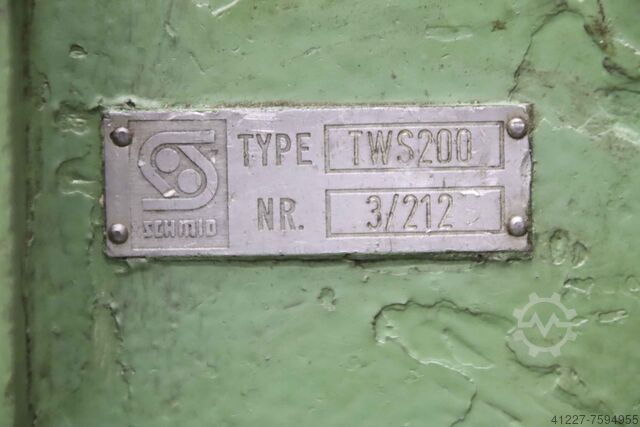 TYPE TWS200
SCHMID NR. 3/212
41227-7594955